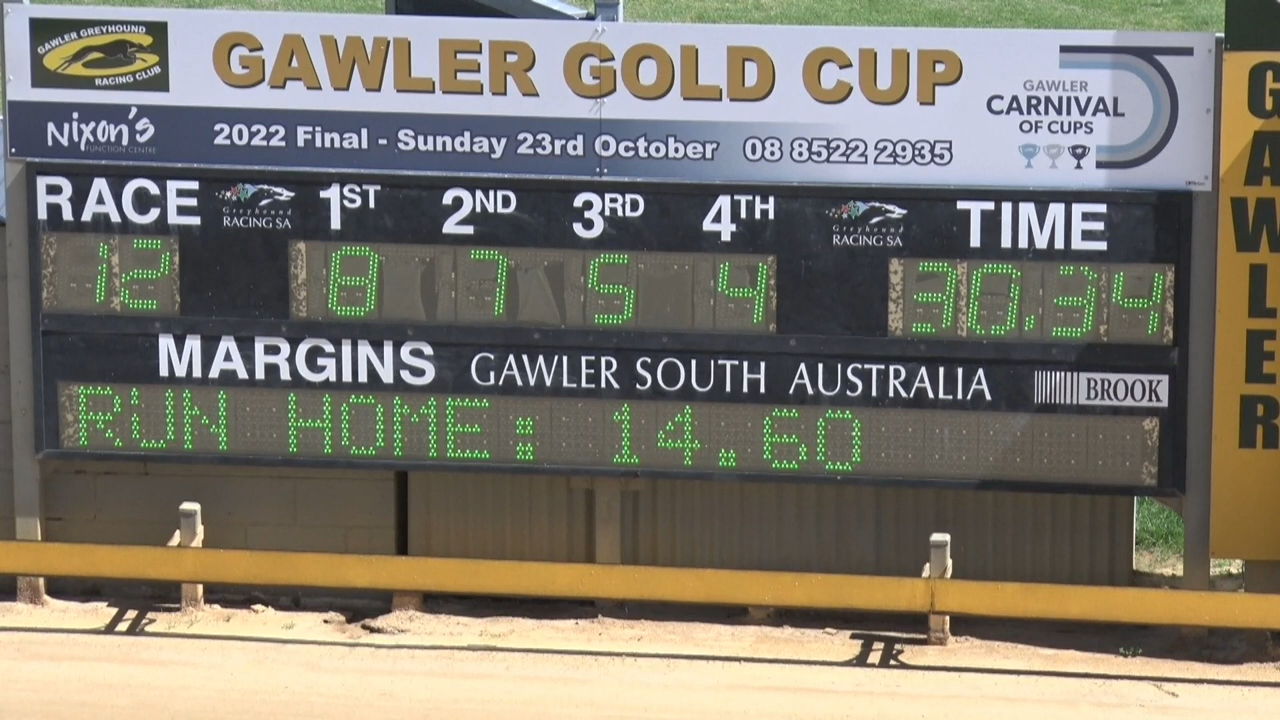 GAWLER GREYHOUND
RACING CLUB
GAWLER GOLD CUP
GAWLER
CARNIVAL
OF CUPS
Nixon's
FUNCTION CENTRE
2022 Final - Sunday 23rd October 08 8522 2935
RACE Greyhound RACING SA 1ST 2ND 3RD 4TH Greyhound RACING SA TIME
12 8 7 5 4 30.34
MARGINS GAWLER SOUTH AUSTRALIA BROOK
RUN HOME: 14.60
GAWLER